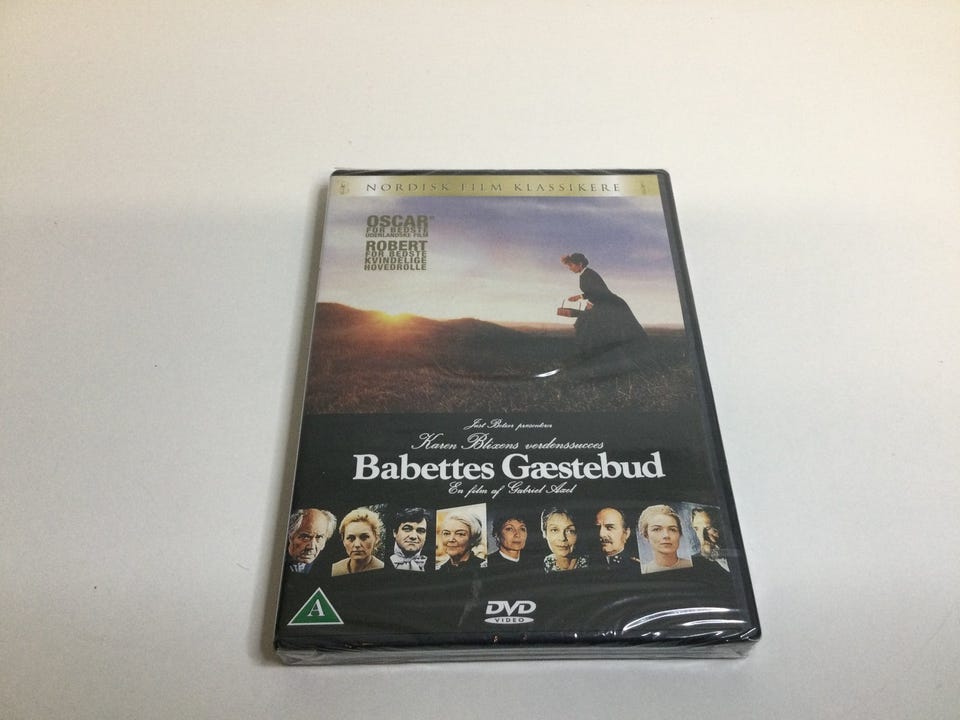 NORDISK FILM KLASSIKERE
OSCAR®
FOR BEDSTE
UDENLANDSKE FILM
ROBERT
FOR BEDSTE
KVINDELIGE
HOVEDROLLE
Just Betzer presenterer
Karen Blixens verdenssucces
Babettes Gæstebud
En film af Gabriel Axel
A
DVD
VIDEO